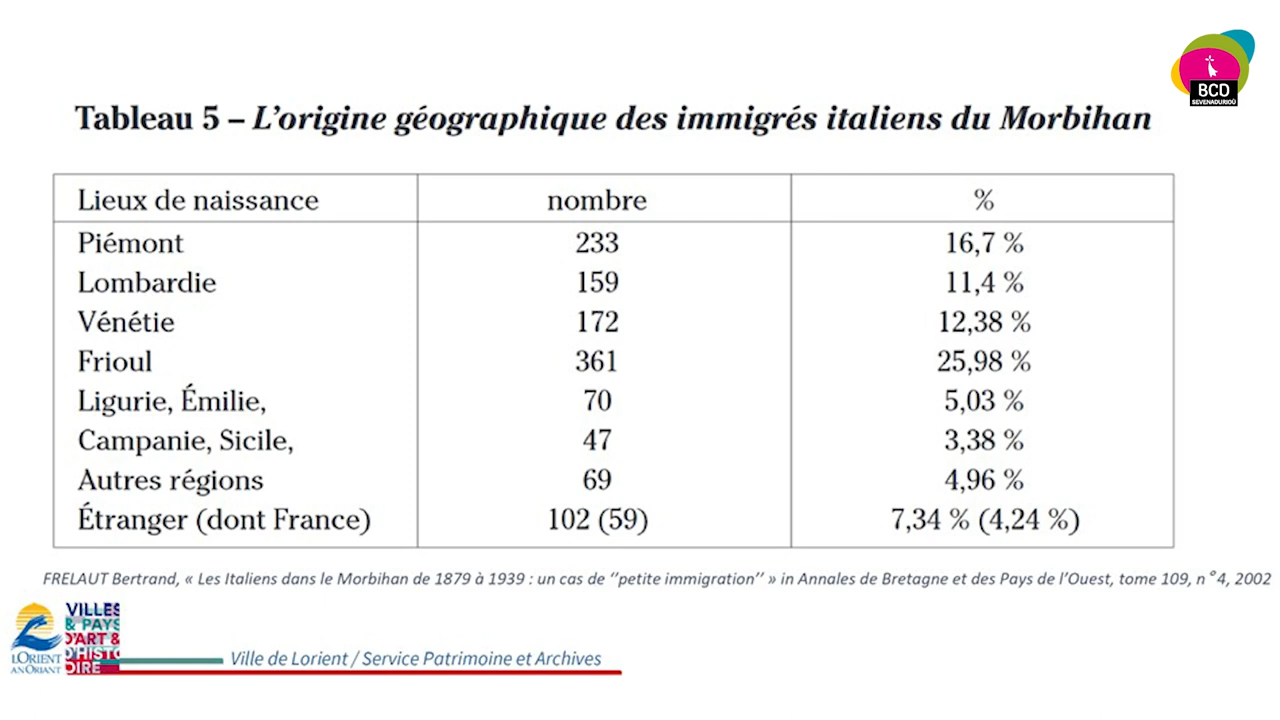 BCD
SEVENADURIOÙ
Tableau 5 – L’origine géographique des immigrés italiens du Morbihan
Lieux de naissance nombre %
Piémont 233 16,7 %
Lombardie 159 11,4 %
Vénétie 172 12,38 %
Frioul 361 25,98 %
Ligurie, Émilie, 70 5,03 %
Campanie, Sicile, 47 3,38 %
Autres régions 69 4,96 %
Étranger (dont France) 102 (59) 7,34 % (4,24 %)
FRELAUT Bertrand, « Les Italiens dans le Morbihan de 1879 à 1939 : un cas de ‘’petite immigration’’ » in Annales de Bretagne et des Pays de l’Ouest, tome 109, n°4, 2002
VILLES
& PAYS
D'ART &
D'HISTO
IRE
LORIENT
AN ORIANT
Ville de Lorient / Service Patrimoine et Archives